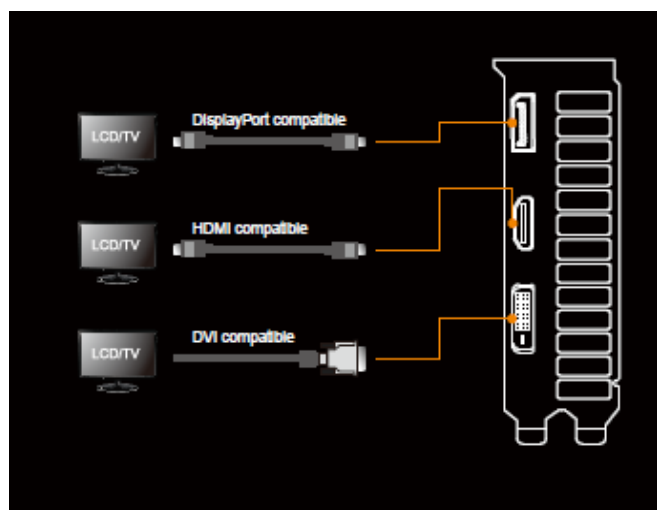 DisplayPort compatible
LCD/TV
HDMI compatible
LCD/TV
DVI compatible
LCD/TV